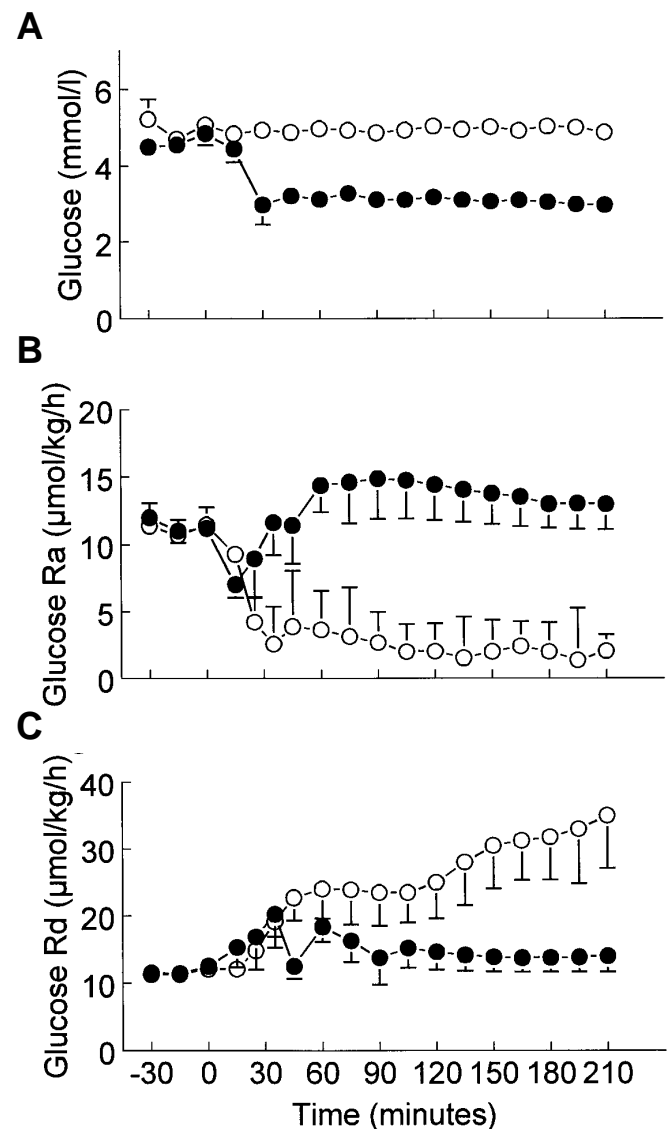 A
Glucose (mmol/l)
6
4
2
0
B
Glucose Ra (µmol/kg/h)
20
15
10
5
0
C
Glucose Rd (µmol/kg/h)
40
30
20
10
0
-30 0 30 60 90 120 150 180 210
Time (minutes)